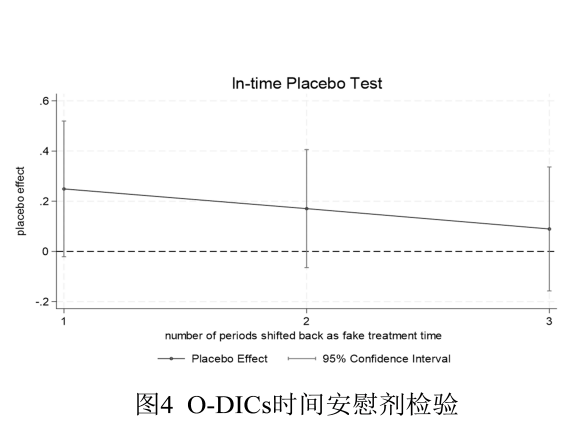 In-time Placebo Test
.6
.4
.2
0
-.2
placebo effect
1 2 3
number of periods shifted back as fake treatment time
Placebo Effect 95% Confidence Interval
图4 O-DICs时间安慰剂检验